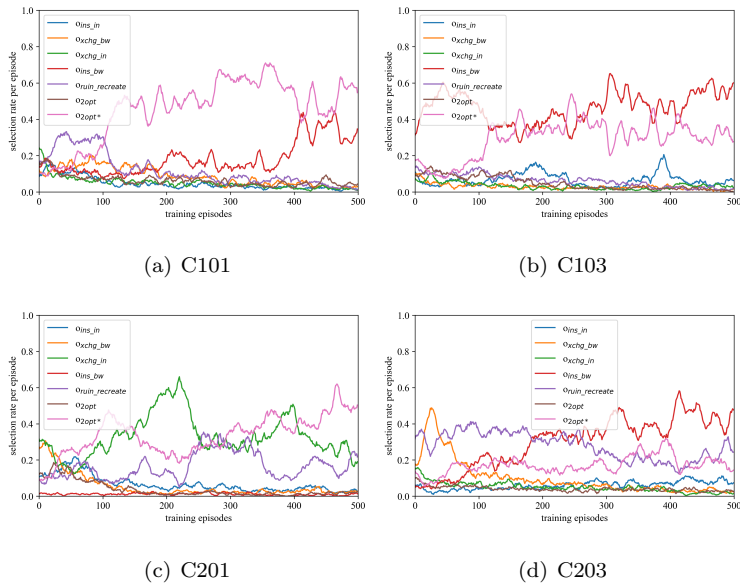 1.0
0.8
0.6
0.4
0.2
0.0
selection rate per episode
o_ins_in
o_xchg_bw
o_xchg_in
o_ins_bw
o_ruin_recreate
o_2opt
o_2opt*
0 100 200 300 400 500
training episodes
(a) C101
1.0
0.8
0.6
0.4
0.2
0.0
selection rate per episode
o_ins_in
o_xchg_bw
o_xchg_in
o_ins_bw
o_ruin_recreate
o_2opt
o_2opt*
0 100 200 300 400 500
training episodes
(b) C103
1.0
0.8
0.6
0.4
0.2
0.0
selection rate per episode
o_ins_in
o_xchg_bw
o_xchg_in
o_ins_bw
o_ruin_recreate
o_2opt
o_2opt*
0 100 200 300 400 500
training episodes
(c) C201
1.0
0.8
0.6
0.4
0.2
0.0
selection rate per episode
o_ins_in
o_xchg_bw
o_xchg_in
o_ins_bw
o_ruin_recreate
o_2opt
o_2opt*
0 100 200 300 400 500
training episodes
(d) C203